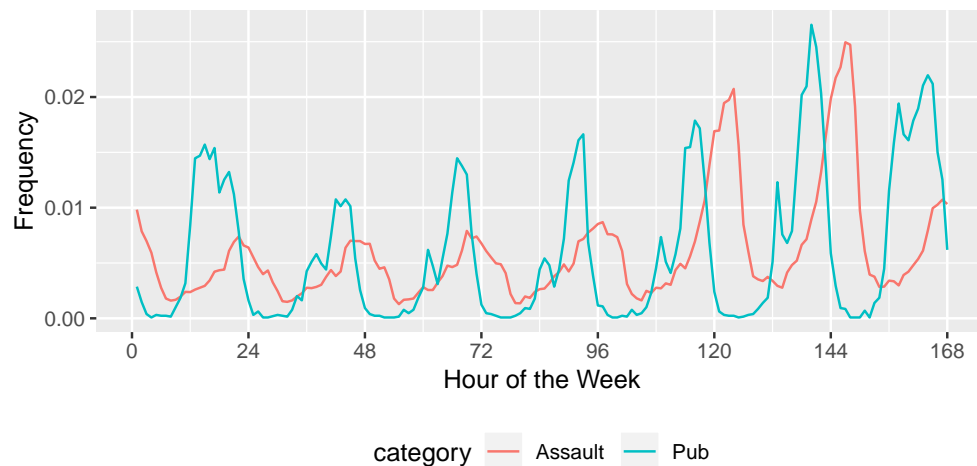 0.02
0.01
0.00
Frequency
0 24 48 72 96 120 144 168
Hour of the Week
category Assault Pub